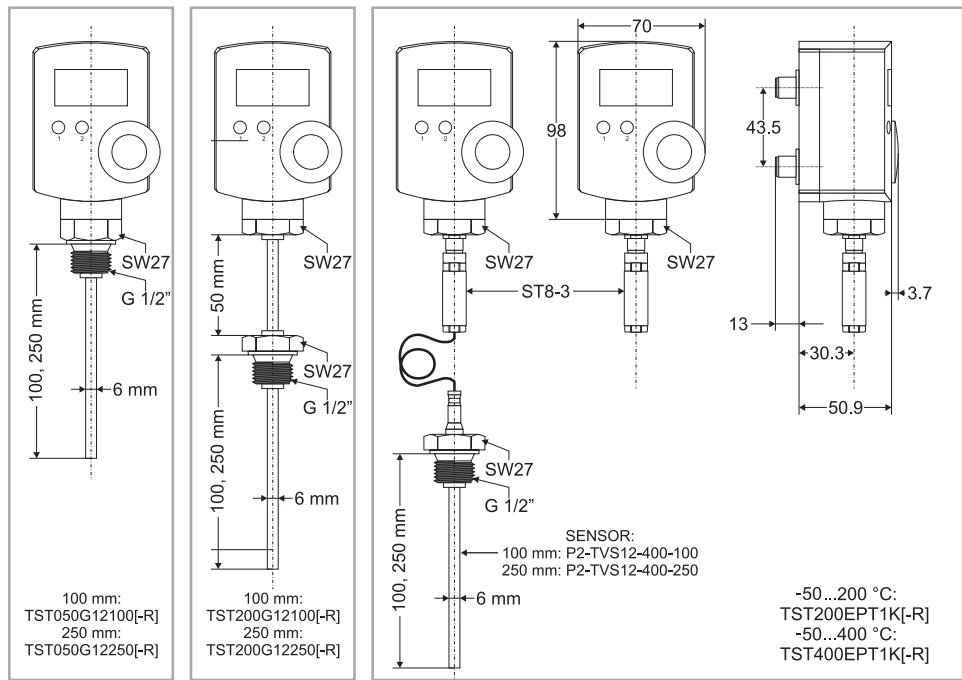 1 2
SW27
G 1/2"
100, 250 mm
6 mm
100 mm:
TST050G12100[-R]
250 mm:
TST050G12250[-R]
1 2
SW27
50 mm
SW27
G 1/2"
100, 250 mm
6 mm
100 mm:
TST200G12100[-R]
250 mm:
TST200G12250[-R]
70
98
43.5
1 2
1 2
SW27
SW27
ST8-3
3.7
13
30.3
50.9
SW27
G 1/2"
100, 250 mm
6 mm
SENSOR:
100 mm: P2-TVS12-400-100
250 mm: P2-TVS12-400-250
-50...200 °C:
TST200EPT1K[-R]
-50...400 °C:
TST400EPT1K[-R]